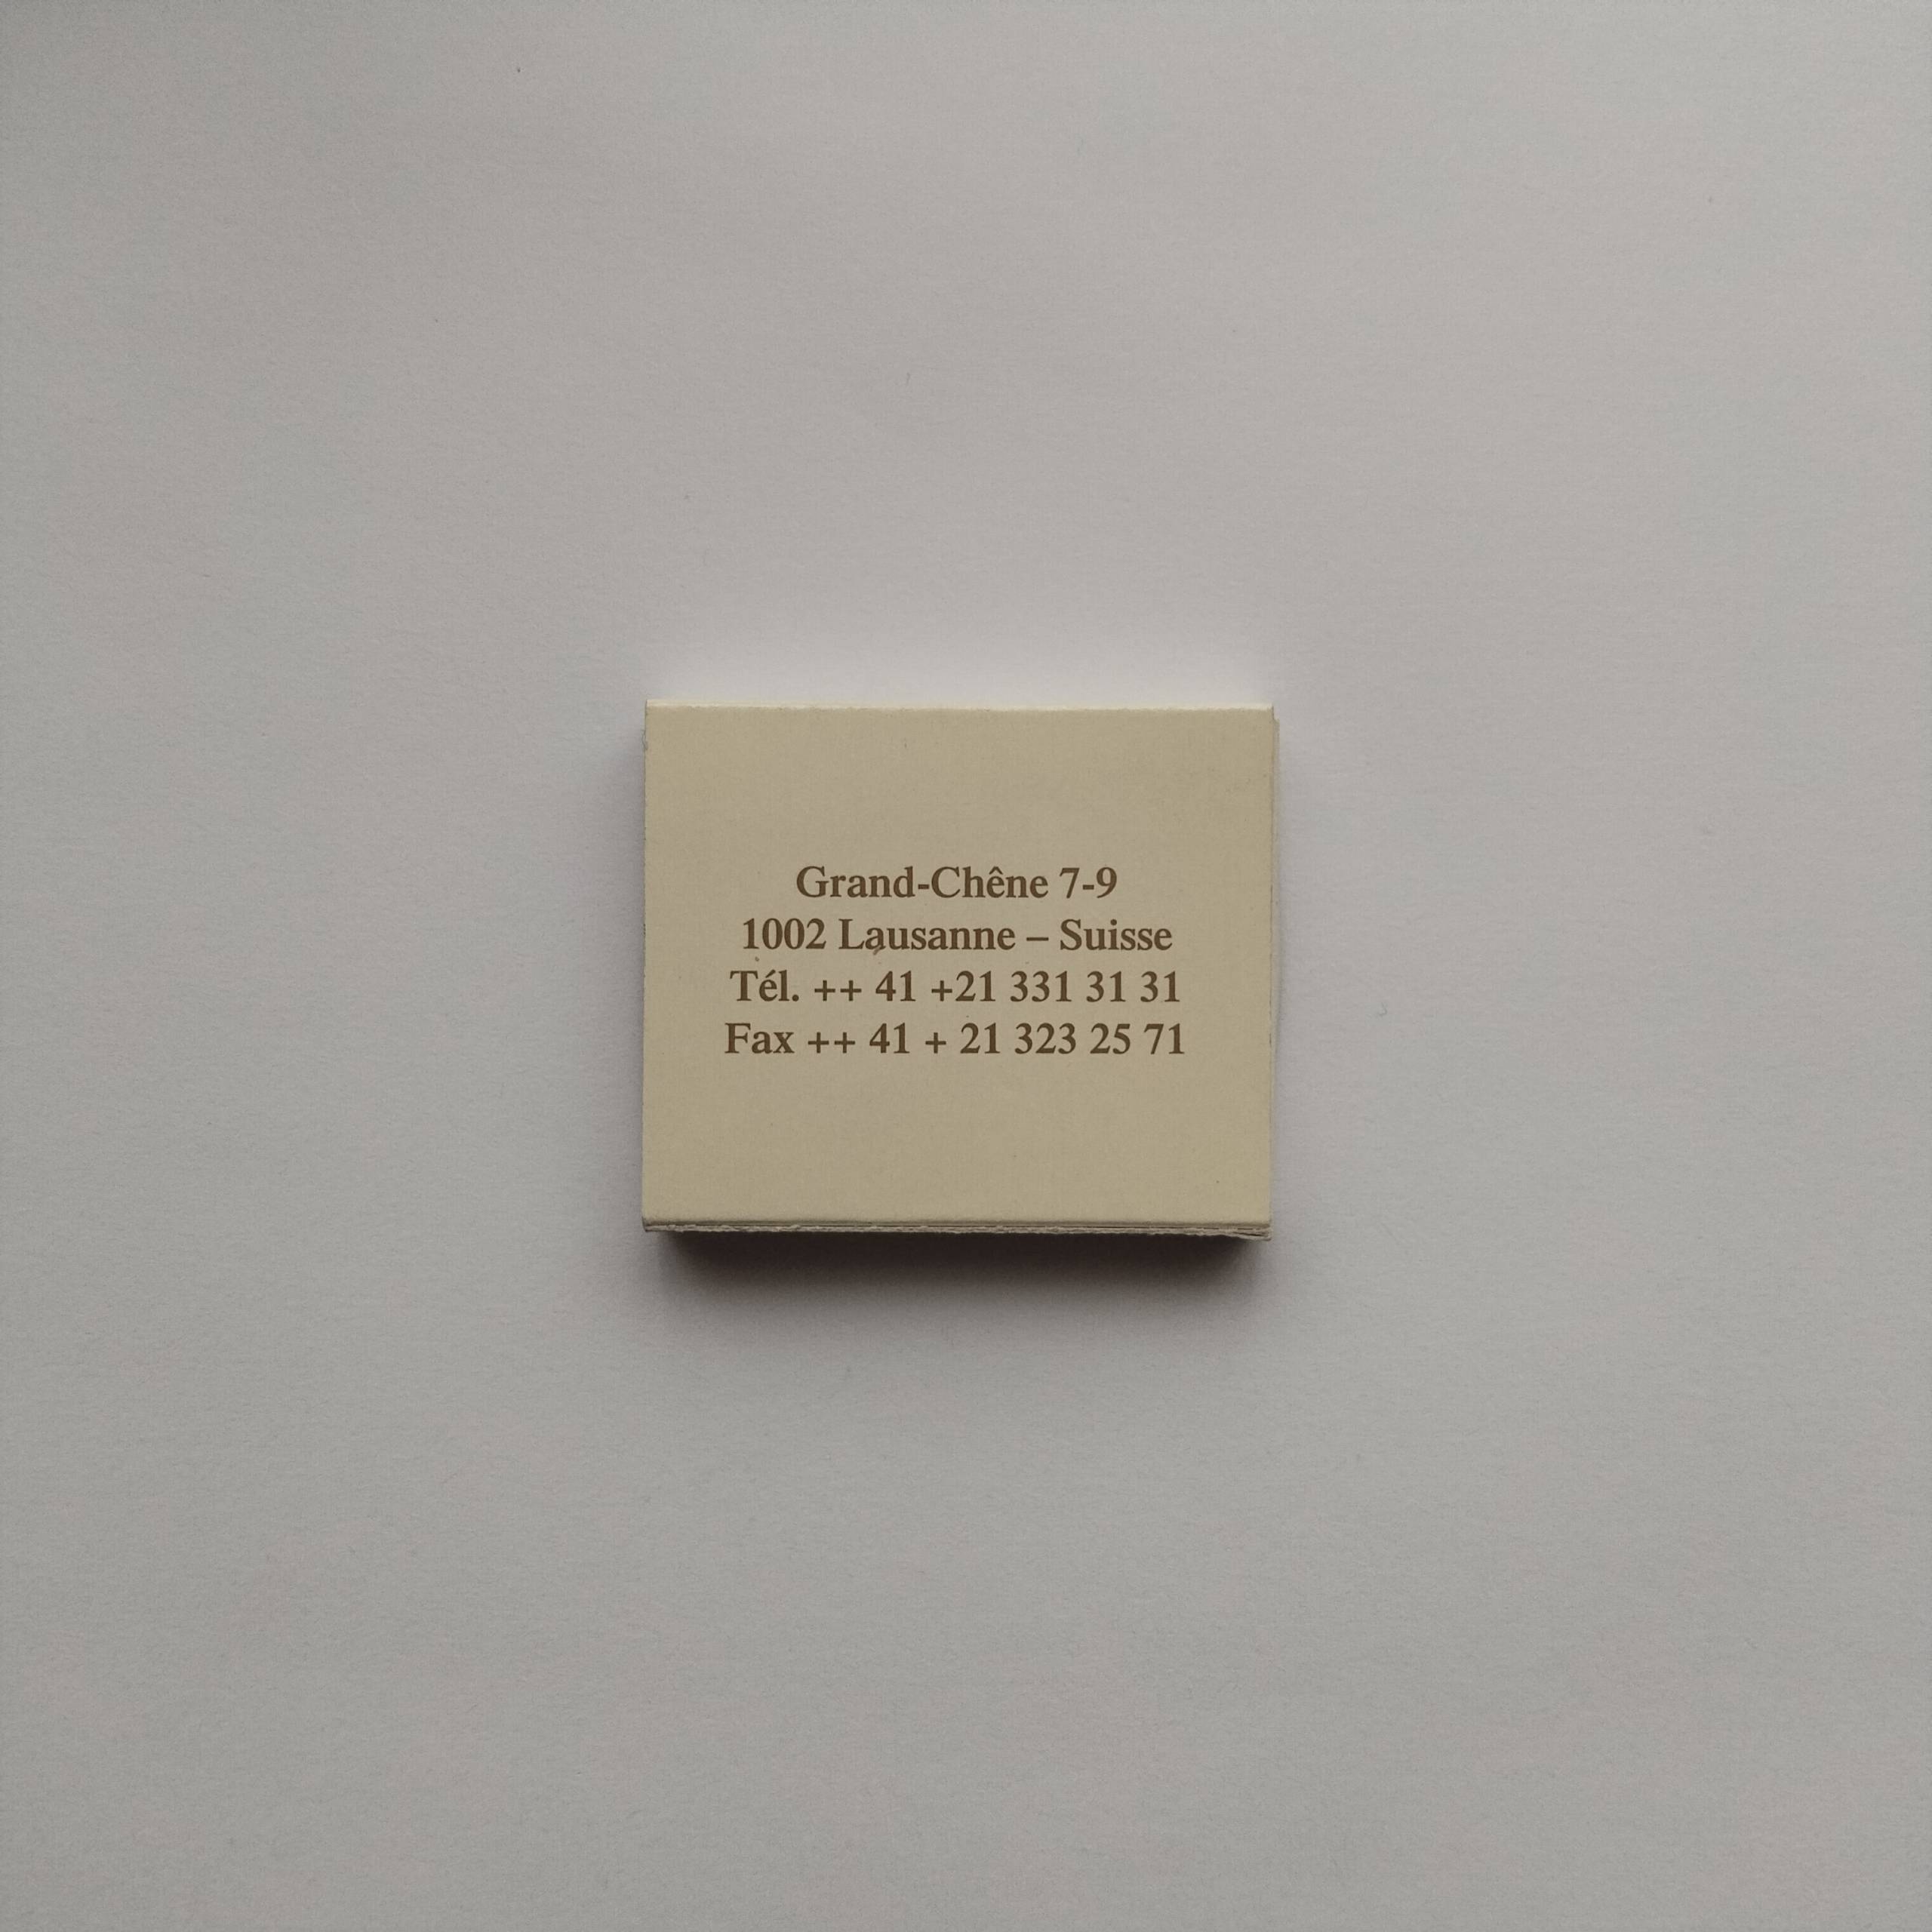 Grand-Chêne 7-9
1002 Lausanne – Suisse
Tél. ++ 41 +21 331 31 31
Fax ++ 41 + 21 323 25 71